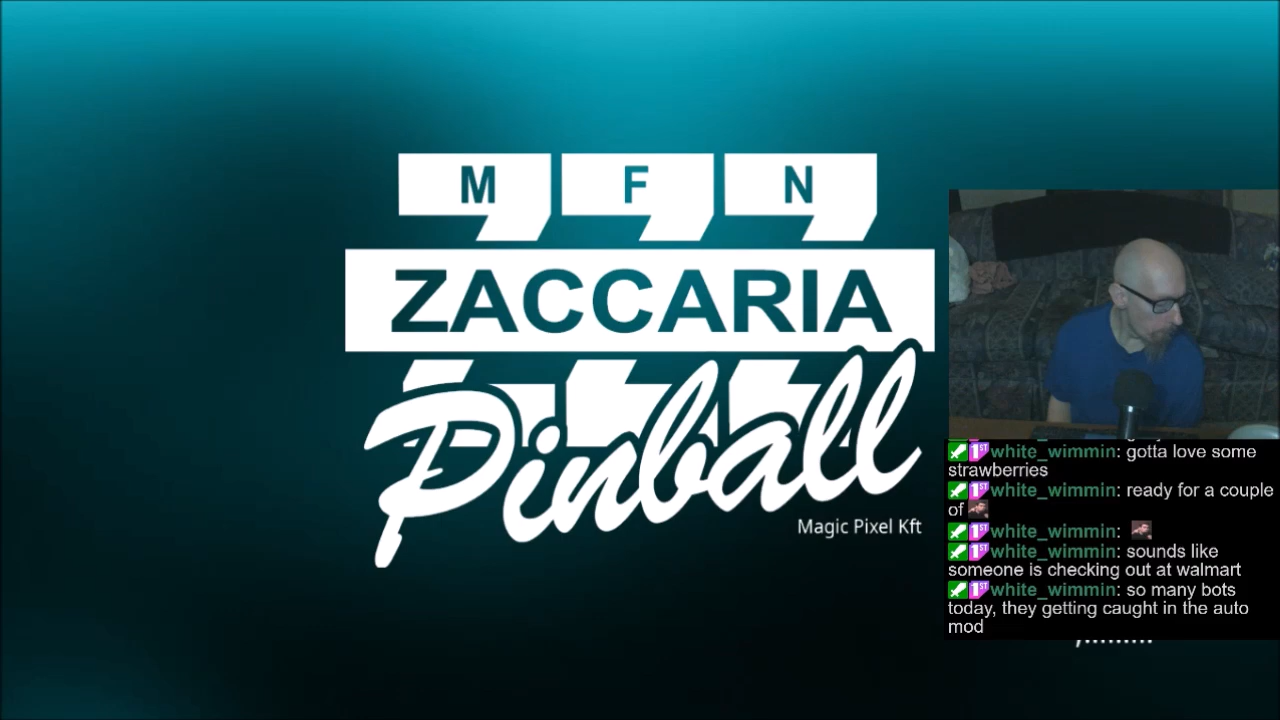 M F N
ZACCARIA
Pinball
Magic Pixel Kft
white_wimmin: gotta love some
strawberries
white_wimmin: ready for a couple
of
white_wimmin:
white_wimmin: sounds like
someone is checking out at walmart
white_wimmin: so many bots
today, they getting caught in the auto
mod